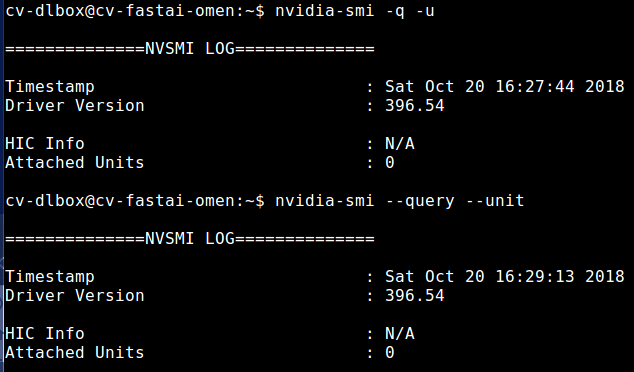 cv-dlbox@cv-fastai-omen:~$ nvidia-smi -q -u
==============NVSMI LOG==============
Timestamp : Sat Oct 20 16:27:44 2018
Driver Version : 396.54
HIC Info : N/A
Attached Units : 0
cv-dlbox@cv-fastai-omen:~$ nvidia-smi --query --unit
==============NVSMI LOG==============
Timestamp : Sat Oct 20 16:29:13 2018
Driver Version : 396.54
HIC Info : N/A
Attached Units : 0